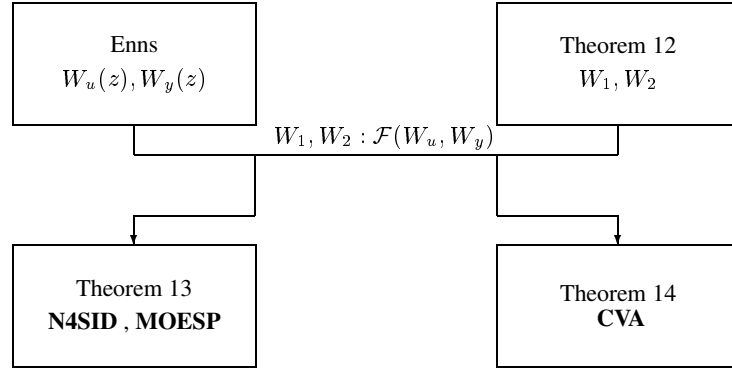 Enns
W_u(z), W_y(z)
Theorem 12
W_1, W_2
W_1, W_2 : ℱ(W_u, W_y)
Theorem 13
N4SID , MOESP
Theorem 14
CVA